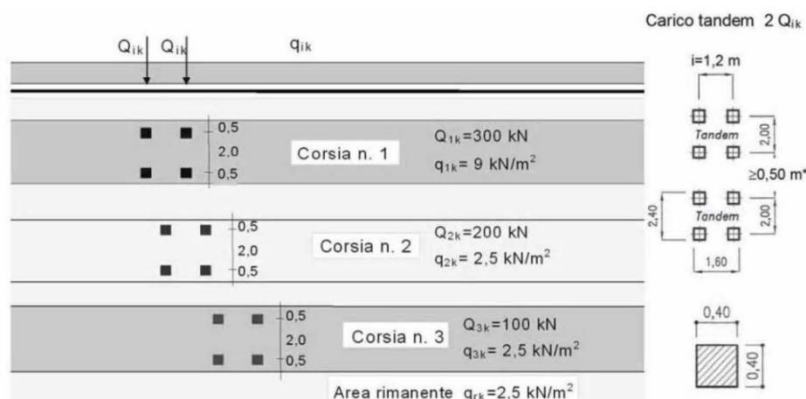 Carico tandem 2 Qik
Qik Qik qik
i=1,2 m
0,5
2,0
0,5
Corsia n. 1
Q1k=300 kN
q1k= 9 kN/m²
Tandem
2,00
≥0,50 m*
0,5
2,0
0,5
Corsia n. 2
Q2k=200 kN
q2k= 2,5 kN/m²
2,40
Tandem
2,00
1,60
0,5
2,0
0,5
Corsia n. 3
Q3k=100 kN
q3k= 2,5 kN/m²
0,40
0,40
Area rimanente qrk=2,5 kN/m²